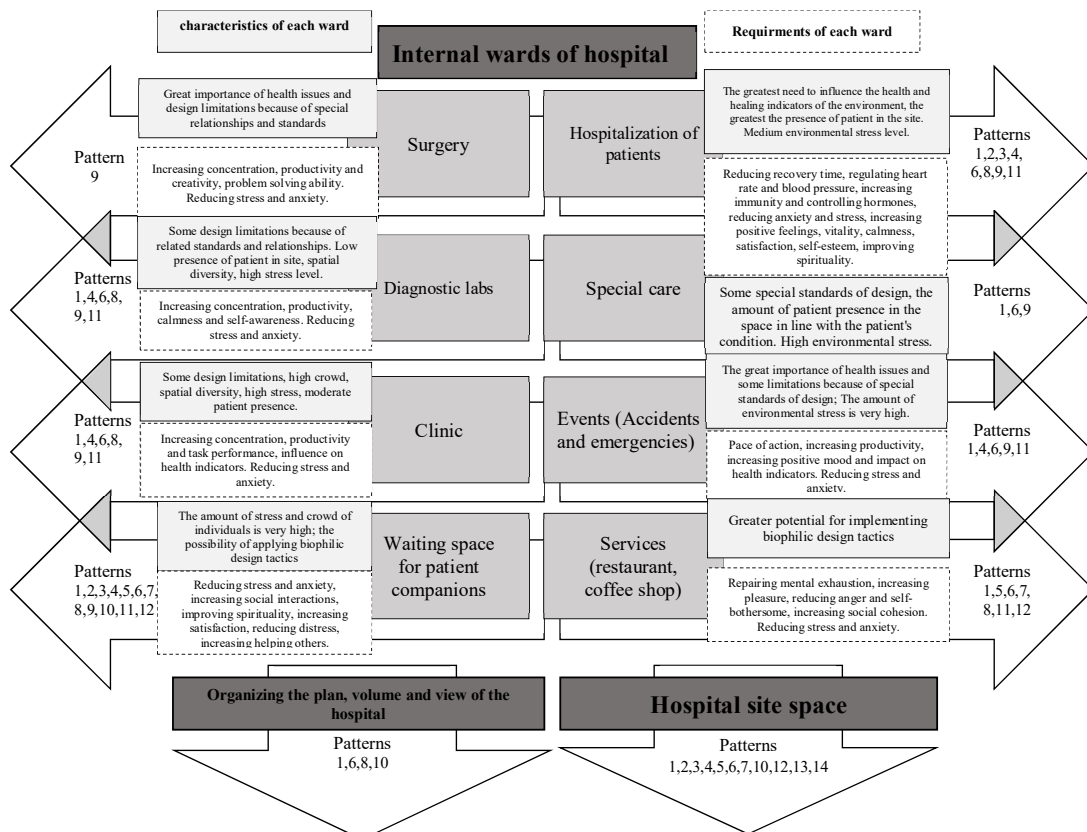 characteristics of each ward
Internal wards of hospital
Requirments of each ward
Great importance of health issues and
design limitations because of special
relationships and standards
Pattern
9
Increasing concentration, productivity and
creativity, problem solving ability.
Reducing stress and anxiety.
Surgery
Hospitalization of
patients
The greatest need to influence the health and
healing indicators of the environment, the
greatest the presence of patient in the site.
Medium environmental stress level.
Reducing recovery time, regulating heart
rate and blood pressure, increasing
immunity and controlling hormones,
reducing anxiety and stress, increasing
positive feelings, vitality, calmness,
satisfaction, self-esteem, improving
spirituality.
Patterns
1,2,3,4,
6,8,9,11
Some design limitations because of
related standards and relationships. Low
presence of patient in site, spatial
diversity, high stress level.
Patterns
1,4,6,8,
9,11
Increasing concentration, productivity,
calmness and self-awareness. Reducing
stress and anxiety.
Diagnostic labs
Special care
Some special standards of design, the
amount of patient presence in the
space in line with the patient's
condition. High environmental stress.
Patterns
1,6,9
Some design limitations, high crowd,
spatial diversity, high stress, moderate
patient presence.
Patterns
1,4,6,8,
9,11
Increasing concentration, productivity
and task performance, influence on
health indicators. Reducing stress and
anxiety.
Clinic
Events (Accidents
and emergencies)
The great importance of health issues and
some limitations because of special
standards of design; The amount of
environmental stress is very high.
Pace of action, increasing productivity,
increasing positive mood and impact on
health indicators. Reducing stress and
anxiety.
Patterns
1,4,6,9,11
The amount of stress and crowd of
individuals is very high; the
possibility of applying biophilic
design tactics
Patterns
1,2,3,4,5,6,7,
8,9,10,11,12
Reducing stress and anxiety,
increasing social interactions,
improving spirituality, increasing
satisfaction, reducing distress,
increasing helping others.
Waiting space
for patient
companions
Services
(restaurant,
coffee shop)
Greater potential for implementing
biophilic design tactics
Repairing mental exhaustion, increasing
pleasure, reducing anger and self-
bothersome, increasing social cohesion.
Reducing stress and anxiety.
Patterns
1,5,6,7,
8,11,12
Organizing the plan, volume and view of the
hospital
Patterns
1,6,8,10
Hospital site space
Patterns
1,2,3,4,5,6,7,10,12,13,14